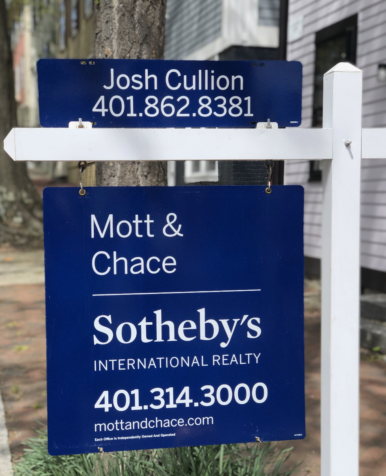 Josh Cullion
401.862.8381
Mott &
Chace
Sotheby's
INTERNATIONAL REALTY
401.314.3000
mottandchace.com
Each Office Is Independently Owned And Operated